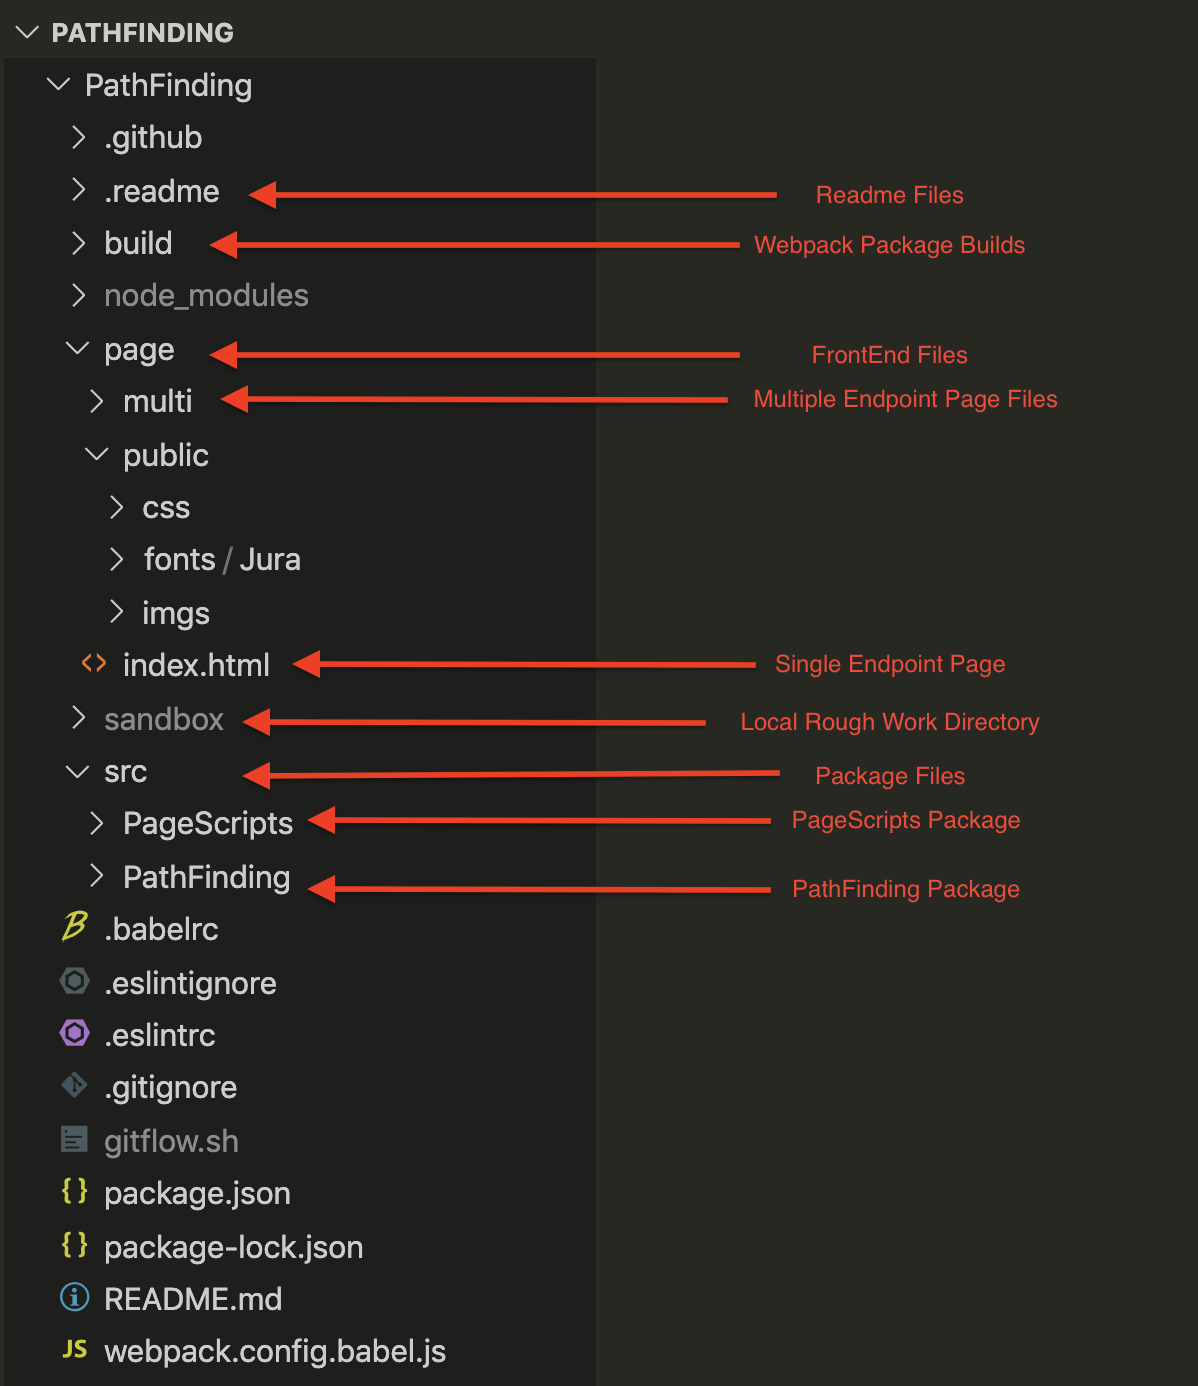 PATHFINDING
PathFinding
.github
.readme Readme Files
build Webpack Package Builds
node_modules
page FrontEnd Files
multi Multiple Endpoint Page Files
public
css
fonts / Jura
imgs
<> index.html Single Endpoint Page
sandbox Local Rough Work Directory
src Package Files
PageScripts PageScripts Package
PathFinding PathFinding Package
B .babelrc
.eslintignore
.eslintrc
.gitignore
gitflow.sh
{} package.json
{} package-lock.json
i README.md
JS webpack.config.babel.js